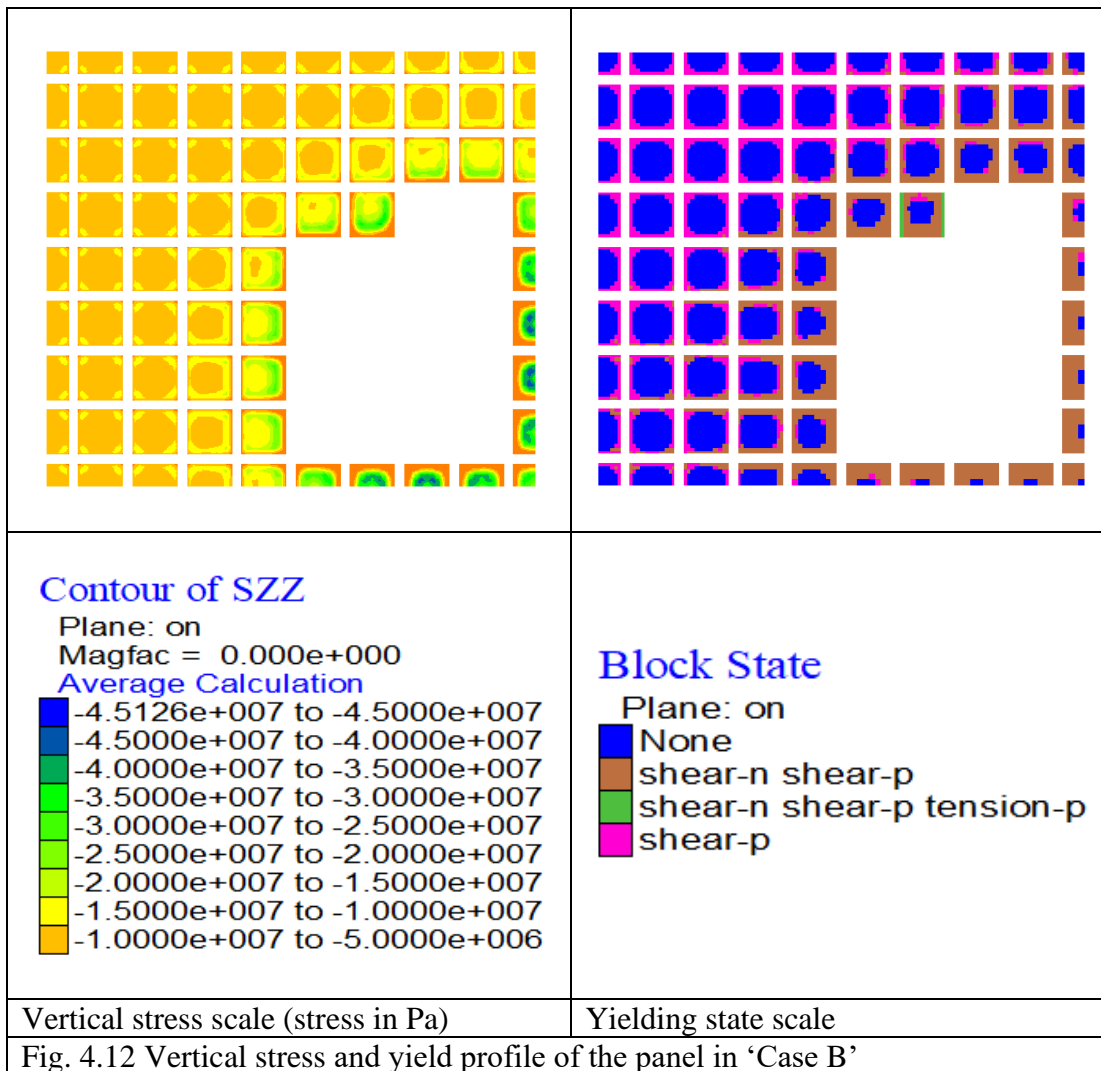 Contour of SZZ
Plane: on
Magfac = 0.000e+000
Average Calculation
-4.5126e+007 to -4.5000e+007
-4.5000e+007 to -4.0000e+007
-4.0000e+007 to -3.5000e+007
-3.5000e+007 to -3.0000e+007
-3.0000e+007 to -2.5000e+007
-2.5000e+007 to -2.0000e+007
-2.0000e+007 to -1.5000e+007
-1.5000e+007 to -1.0000e+007
-1.0000e+007 to -5.0000e+006
Block State
Plane: on
None
shear-n shear-p
shear-n shear-p tension-p
shear-p
Vertical stress scale (stress in Pa)
Yielding state scale
Fig. 4.12 Vertical stress and yield profile of the panel in ‘Case B’